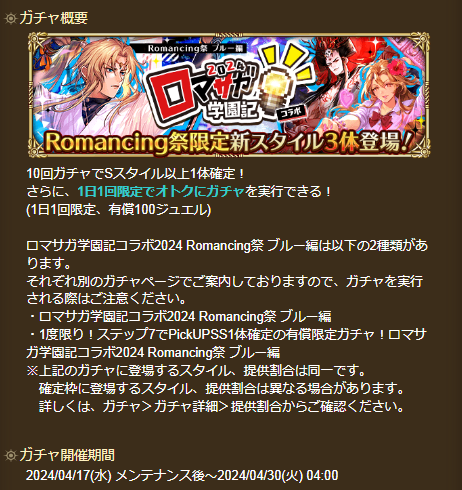 ガチャ概要
Romancing祭 ブルー編
2024
ロマサガ
学園記
コラボ
Romancing祭限定新スタイル3体登場!
10回ガチャでSスタイル以上1体確定！
さらに、1日1回限定でオトクにガチャを実行できる！
(1日1回限定、有償100ジュエル)
ロマサガ学園記コラボ2024 Romancing祭 ブルー編は以下の2種類があ
ります。
それぞれ別のガチャページでご案内しておりますので、ガチャを実行
される際はご注意ください。
・ロマサガ学園記コラボ2024 Romancing祭 ブルー編
・1度限り！ステップ7でPickUPSS1体確定の有償限定ガチャ！ロマサ
ガ学園記コラボ2024 Romancing祭 ブルー編
※上記のガチャに登場するスタイル、提供割合は同一です。
確定枠に登場するスタイル、提供割合は異なる場合があります。
詳しくは、ガチャ＞ガチャ詳細＞提供割合からご確認ください。
ガチャ開催期間
2024/04/17(水) メンテナンス後～2024/04/30(火) 04:00